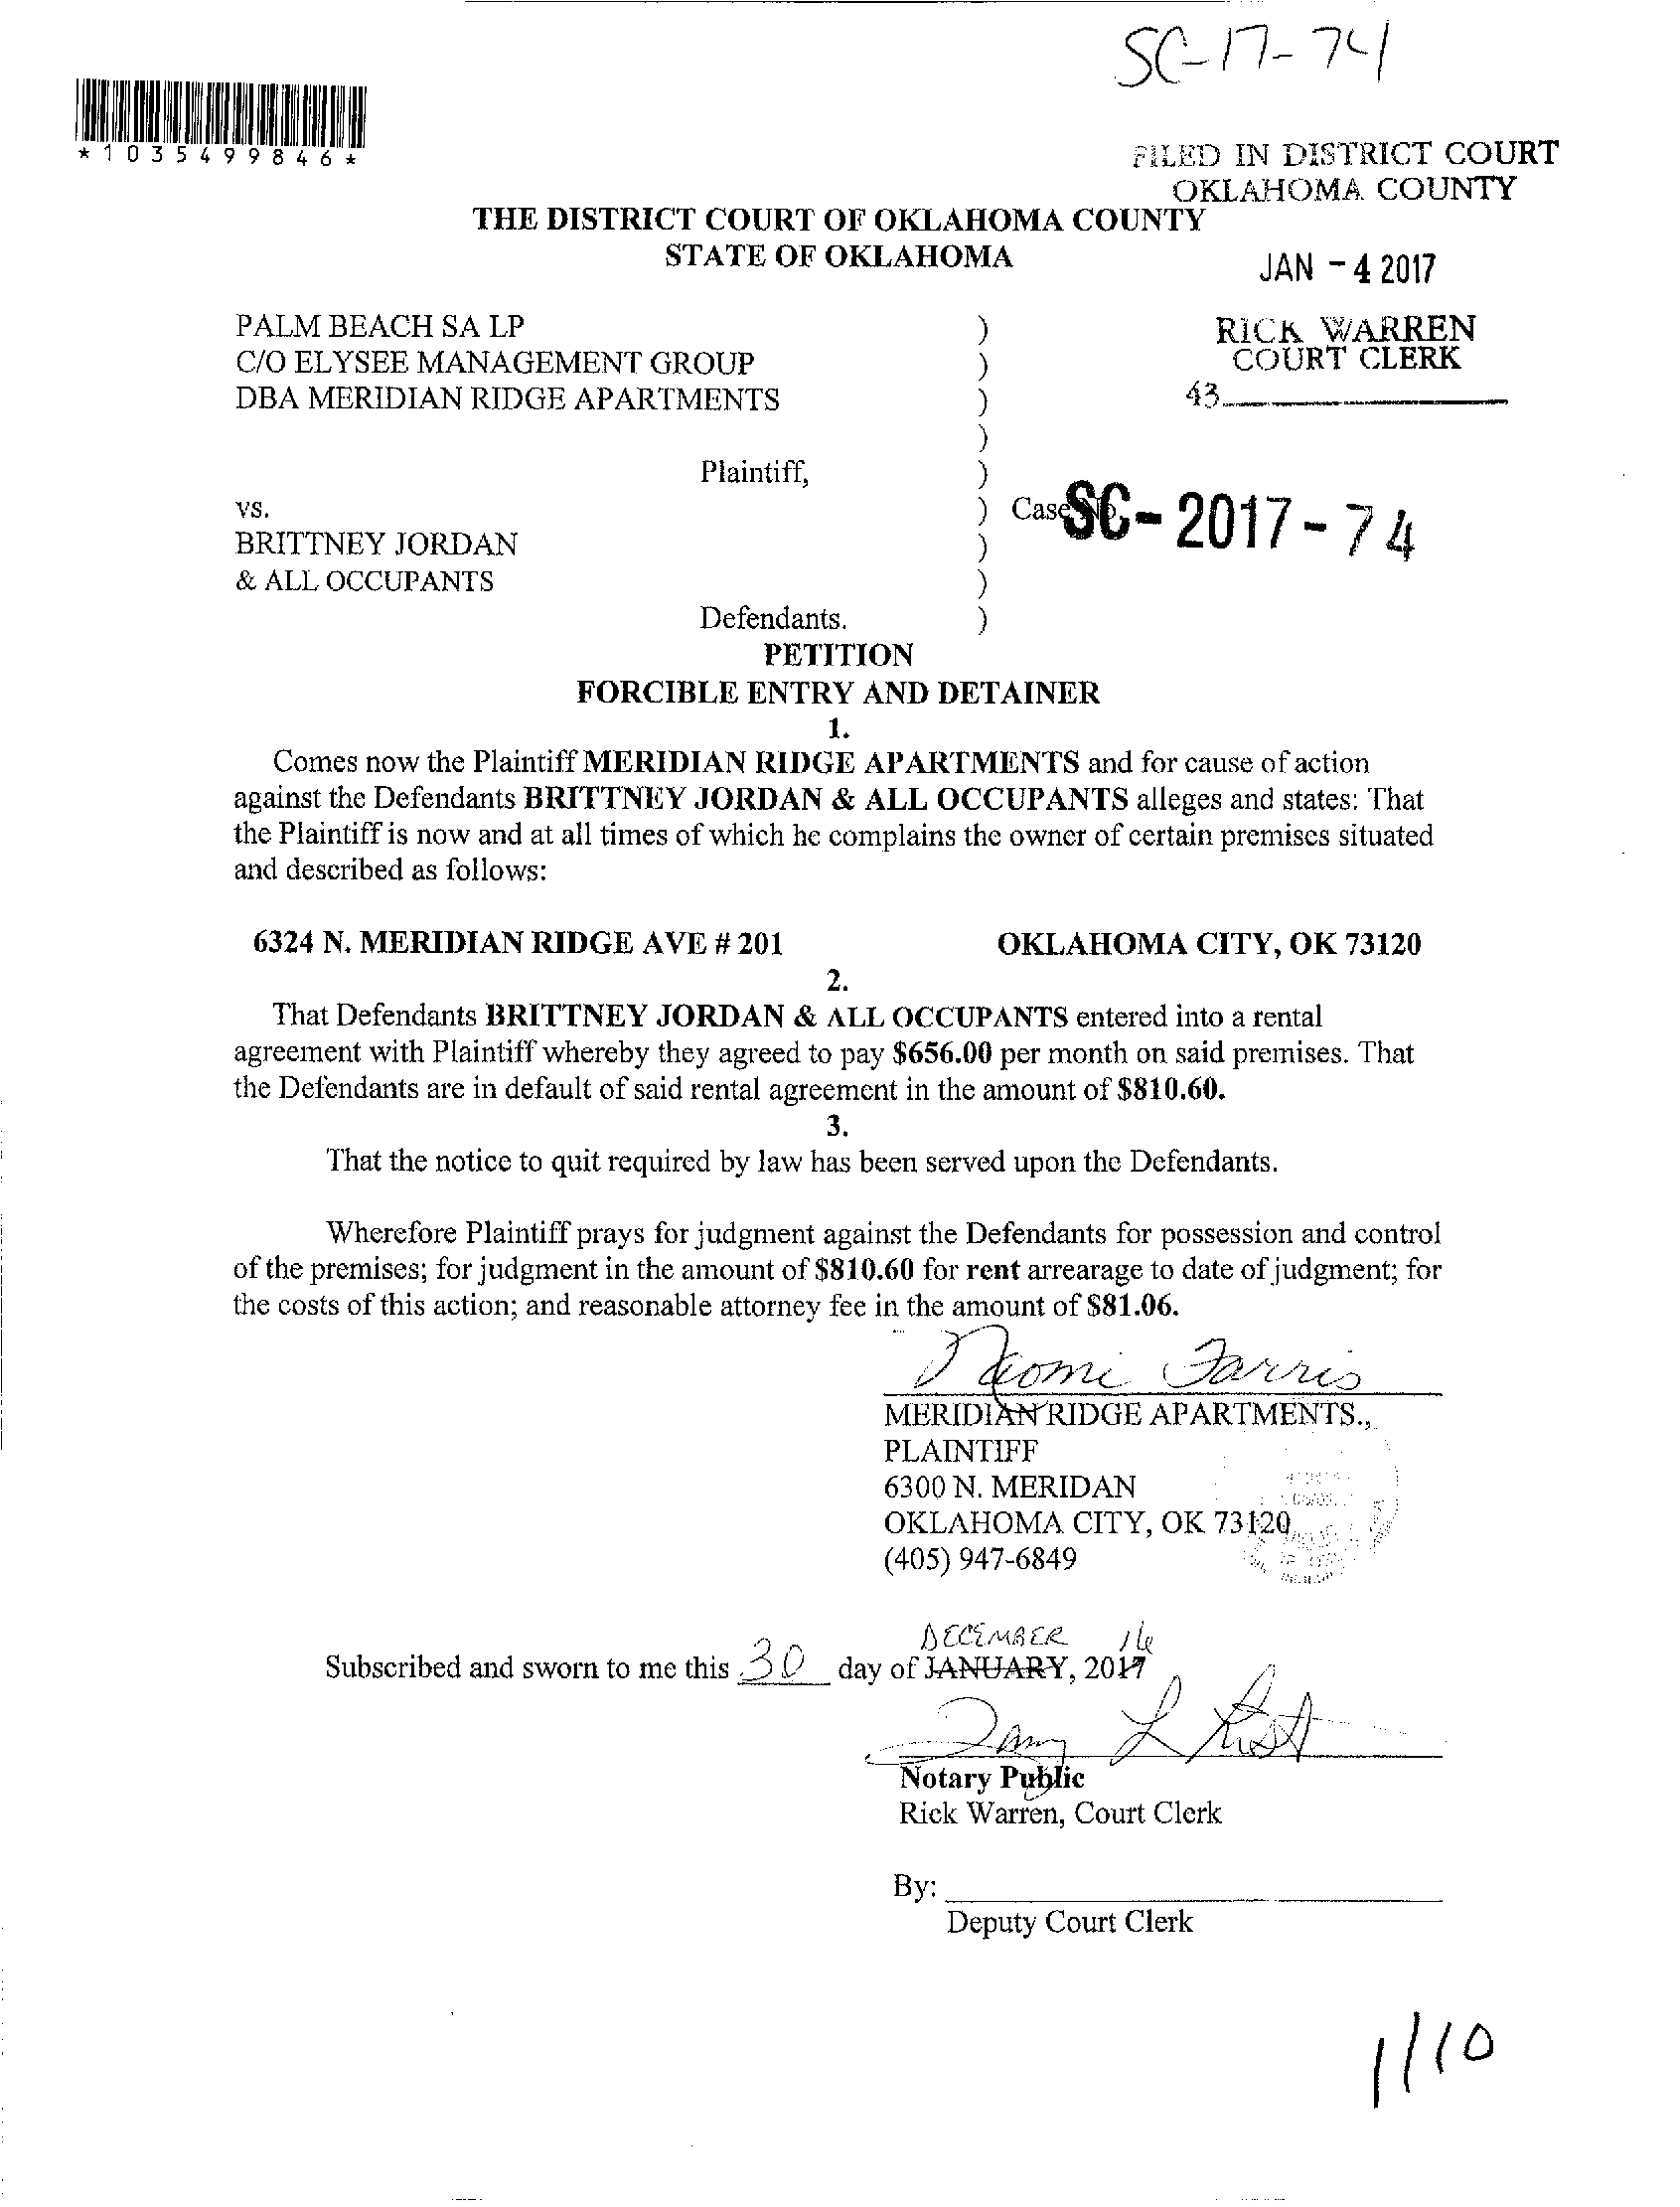 SC-17-74
*1035499846*
FILED IN DISTRICT COURT
OKLAHOMA COUNTY
THE DISTRICT COURT OF OKLAHOMA COUNTY
STATE OF OKLAHOMA
JAN - 4 2017
PALM BEACH SA LP )
RICK WARREN
C/O ELYSEE MANAGEMENT GROUP )
COURT CLERK
DBA MERIDIAN RIDGE APARTMENTS )
43
)
Plaintiff, )
vs. ) Case No. SC - 2017 - 74
BRITTNEY JORDAN )
& ALL OCCUPANTS )
Defendants. )
PETITION
FORCIBLE ENTRY AND DETAINER
1.
Comes now the Plaintiff MERIDIAN RIDGE APARTMENTS and for cause of action
against the Defendants BRITTNEY JORDAN & ALL OCCUPANTS alleges and states: That
the Plaintiff is now and at all times of which he complains the owner of certain premises situated
and described as follows:
6324 N. MERIDIAN RIDGE AVE # 201 OKLAHOMA CITY, OK 73120
2.
That Defendants BRITTNEY JORDAN & ALL OCCUPANTS entered into a rental
agreement with Plaintiff whereby they agreed to pay $656.00 per month on said premises. That
the Defendants are in default of said rental agreement in the amount of $810.60.
3.
That the notice to quit required by law has been served upon the Defendants.
Wherefore Plaintiff prays for judgment against the Defendants for possession and control
of the premises; for judgment in the amount of $810.60 for rent arrearage to date of judgment; for
the costs of this action; and reasonable attorney fee in the amount of $81.06.
Naomi Farris
MERIDIAN RIDGE APARTMENTS.,
PLAINTIFF
6300 N. MERIDAN
OKLAHOMA CITY, OK 73120
(405) 947-6849
DECEMBER 16
Subscribed and sworn to me this 30 day of JANUARY, 2017
Notary Public
Rick Warren, Court Clerk
By:
Deputy Court Clerk
1/10